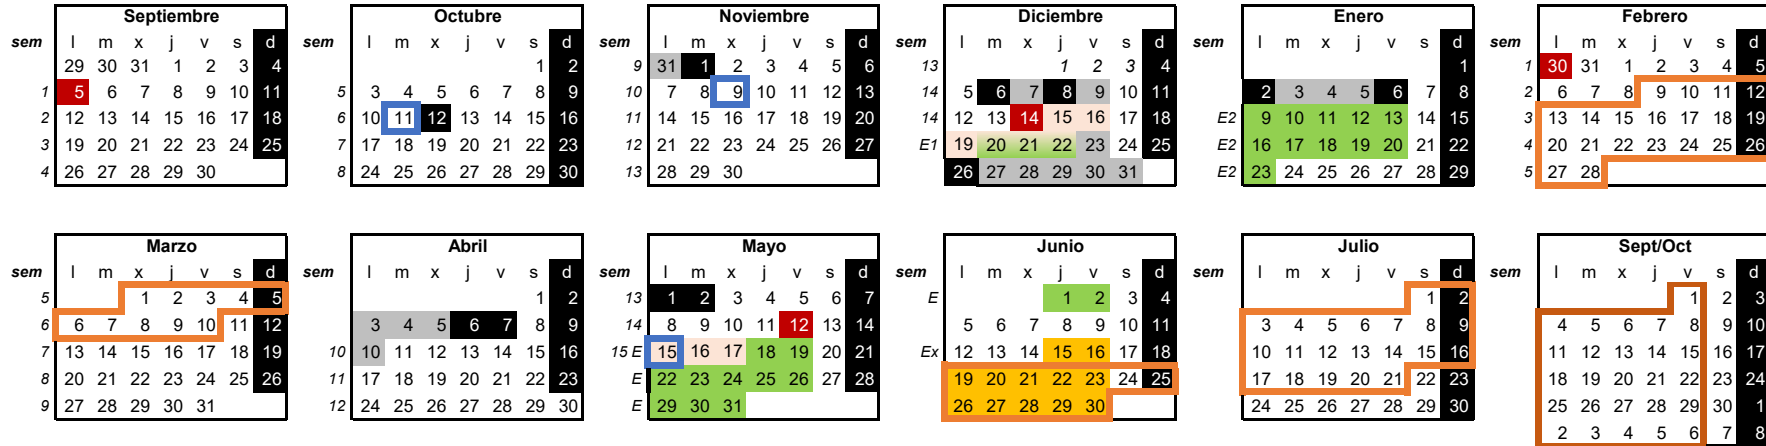 Septiembre Octubre Noviembre Diciembre Enero Febrero
sem l m x j v s d sem l m x j v s d sem l m x j v s d sem l m x j v s d sem l m x j v s d sem l m x j v s d
29 30 31 1 2 3 4 1 2 9 31 1 2 3 4 5 6 13 1 2 3 4 1 1 30 31 1 2 3 4 5
1 5 6 7 8 9 10 11 5 3 4 5 6 7 8 9 10 7 8 9 10 11 12 13 14 5 6 7 8 9 10 11 2 3 4 5 6 7 8 2 6 7 8 9 10 11 12
2 12 13 14 15 16 17 18 6 10 11 12 13 14 15 16 11 14 15 16 17 18 19 20 14 12 13 14 15 16 17 18 E2 9 10 11 12 13 14 15 3 13 14 15 16 17 18 19
3 19 20 21 22 23 24 25 7 17 18 19 20 21 22 23 12 21 22 23 24 25 26 27 E1 19 20 21 22 23 24 25 E2 16 17 18 19 20 21 22 4 20 21 22 23 24 25 26
4 26 27 28 29 30 8 24 25 26 27 28 29 30 13 28 29 30 26 27 28 29 30 31 E2 23 24 25 26 27 28 29 5 27 28
Marzo Abril Mayo Junio Julio Sept/Oct
sem l m x j v s d sem l m x j v s d sem l m x j v s d sem l m x j v s d sem l m x j v s d sem l m x j v s d
5 1 2 3 4 5 1 2 13 1 2 3 4 5 6 7 E 1 2 3 4 1 2 1 2 3
6 6 7 8 9 10 11 12 3 4 5 6 7 8 9 14 8 9 10 11 12 13 14 5 6 7 8 9 10 11 3 4 5 6 7 8 9 4 5 6 7 8 9 10
7 13 14 15 16 17 18 19 10 10 11 12 13 14 15 16 15 E 15 16 17 18 19 20 21 Ex 12 13 14 15 16 17 18 10 11 12 13 14 15 16 11 12 13 14 15 16 17
8 20 21 22 23 24 25 26 11 17 18 19 20 21 22 23 E 22 23 24 25 26 27 28 19 20 21 22 23 24 25 17 18 19 20 21 22 23 18 19 20 21 22 23 24
9 27 28 29 30 31 12 24 25 26 27 28 29 30 E 29 30 31 26 27 28 29 30 24 25 26 27 28 29 30 25 26 27 28 29 30 1
2 3 4 5 6 7 8